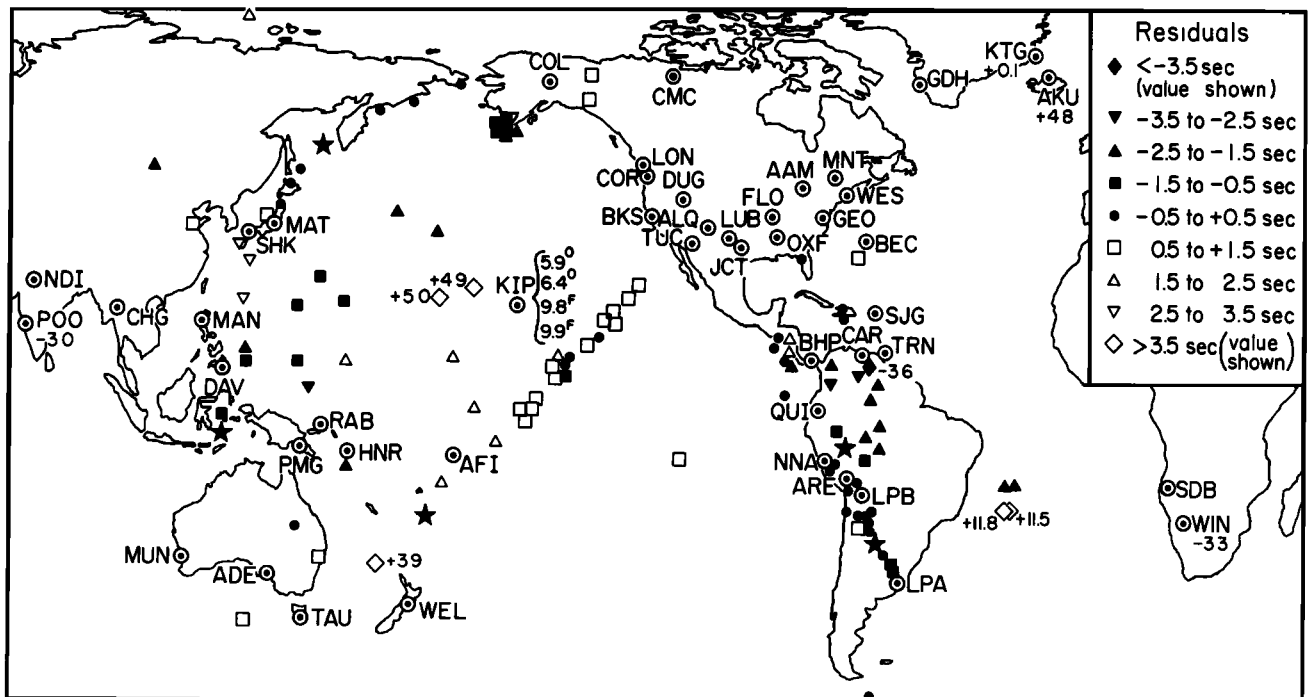 Residuals
< -3.5 sec
(value shown)
-3.5 to -2.5 sec
-2.5 to -1.5 sec
-1.5 to -0.5 sec
-0.5 to +0.5 sec
0.5 to +1.5 sec
1.5 to 2.5 sec
2.5 to 3.5 sec
>3.5 sec (value
shown)
KTG
+0.1
COL
CMC
GDH
AKU
+48
LON
COR
DUG
AAM
MNT
WES
FLO
BKS
ALQ
LUB
GEO
TUC
OXF
BEC
JCT
MAT
SHK
NDI
CHG
POO
-30
MAN
+49
+50
KIP
5.9O
6.4O
9.8F
9.9F
SJG
BHP
CAR
TRN
-36
DAV
QUI
RAB
PMG
HNR
AFI
NNA
ARE
LPB
SDB
WIN
-33
+11.8
+11.5
MUN
ADE
+39
LPA
TAU
WEL